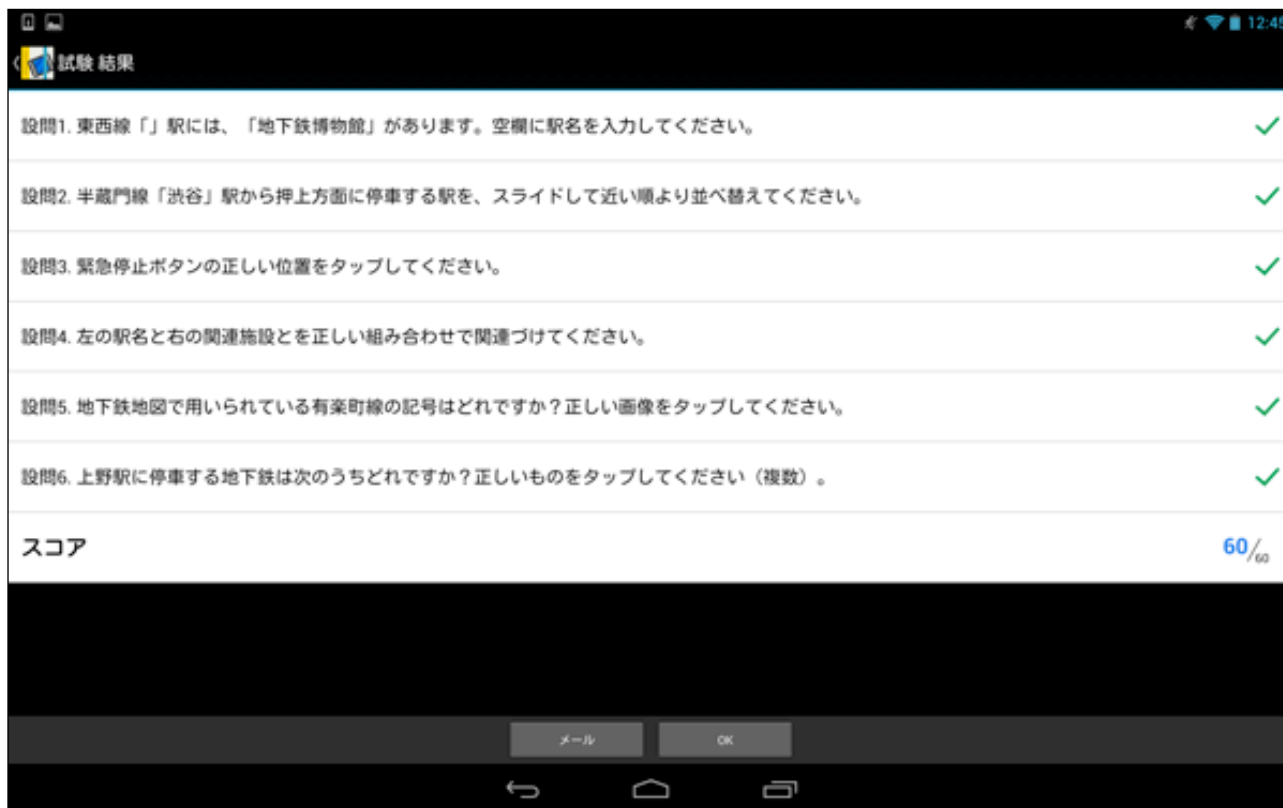 12:45
試験 結果
設問1. 東西線「」駅には、「地下鉄博物館」があります。空欄に駅名を入力してください。
設問2. 半蔵門線「渋谷」駅から押上方面に停車する駅を、スライドして近い順より並べ替えてください。
設問3. 緊急停止ボタンの正しい位置をタップしてください。
設問4. 左の駅名と右の関連施設とを正しい組み合わせで関連づけてください。
設問5. 地下鉄地図で用いられている有楽町線の記号はどれですか？正しい画像をタップしてください。
設問6. 上野駅に停車する地下鉄は次のうちどれですか？正しいものをタップしてください（複数）。
スコア 60/60
メール OK